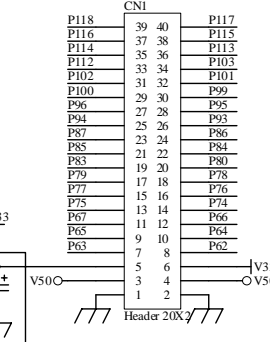 CN1
P118 39 40 P117
P116 37 38 P115
P114 35 36 P113
P112 33 34 P103
P102 31 32 P101
P100 29 30 P99
P96 27 28 P95
P94 25 26 P93
P87 23 24 P86
P85 21 22 P84
P83 19 20 P80
P79 17 18 P78
P77 15 16 P76
P75 13 14 P74
P67 11 12 P66
P65 9 10 P64
P63 7 8 P62
5 6
V50 3 4
1 2
Header 20X2